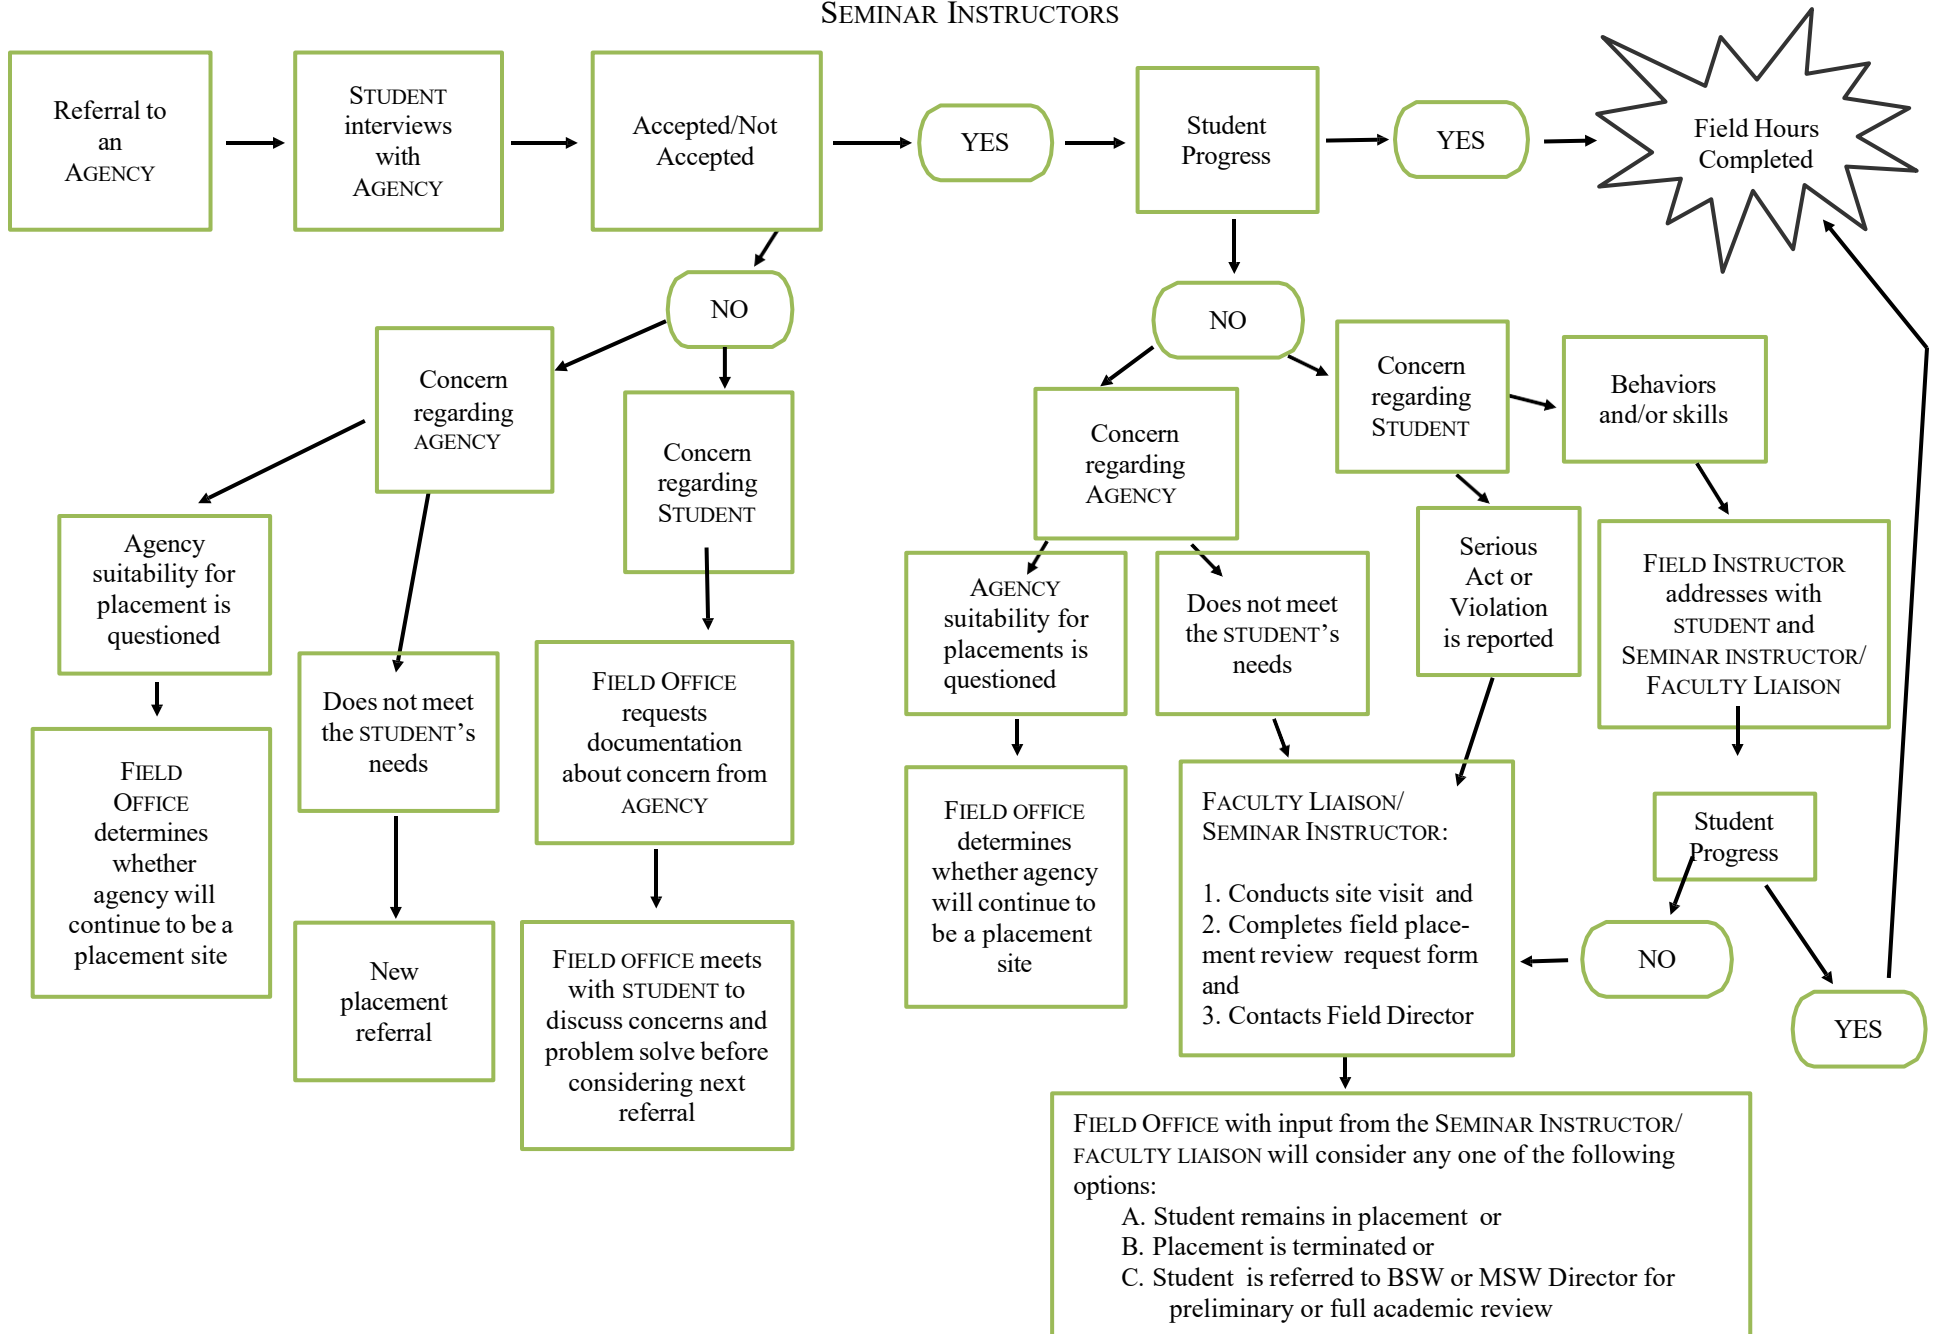 SEMINAR INSTRUCTORS
Referral to
an
AGENCY
STUDENT
interviews
with
AGENCY
Accepted/Not
Accepted
YES
Student
Progress
YES
Field Hours
Completed
NO
Concern
regarding
AGENCY
Concern
regarding
STUDENT
Agency
suitability for
placement is
questioned
FIELD
OFFICE
determines
whether
agency will
continue to be a
placement site
Does not meet
the STUDENT’s
needs
New
placement
referral
FIELD OFFICE
requests
documentation
about concern from
AGENCY
FIELD OFFICE meets
with STUDENT to
discuss concerns and
problem solve before
considering next
referral
NO
Concern
regarding
AGENCY
Concern
regarding
STUDENT
Behaviors
and/or skills
AGENCY
suitability for
placements is
questioned
FIELD OFFICE
determines
whether agency
will continue to
be a placement
site
Does not meet
the STUDENT’s
needs
Serious
Act or
Violation
is reported
FIELD INSTRUCTOR
addresses with
STUDENT and
SEMINAR INSTRUCTOR/
FACULTY LIAISON
FACULTY LIAISON/
SEMINAR INSTRUCTOR:
1. Conducts site visit and
2. Completes field place-
ment review request form
and
3. Contacts Field Director
Student
Progress
NO
YES
FIELD OFFICE with input from the SEMINAR INSTRUCTOR/
FACULTY LIAISON will consider any one of the following
options:
A. Student remains in placement or
B. Placement is terminated or
C. Student is referred to BSW or MSW Director for
preliminary or full academic review